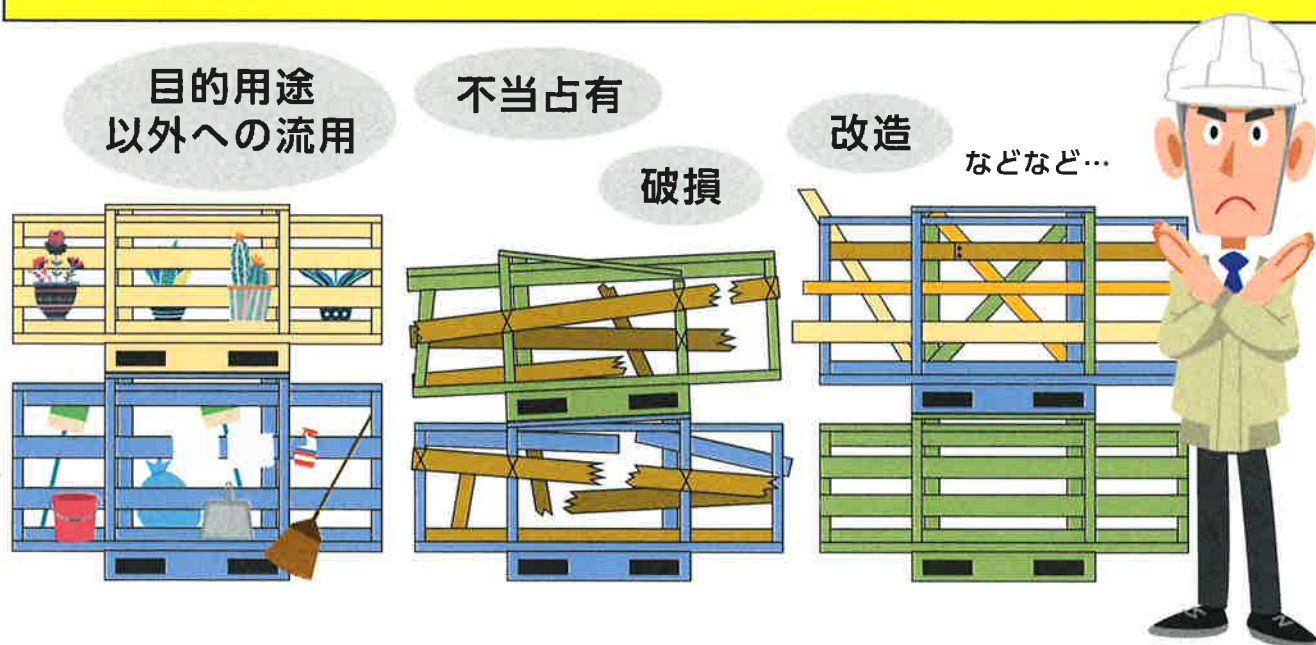 目的用途
以外への流用
不当占有
破損
改造
などなど…